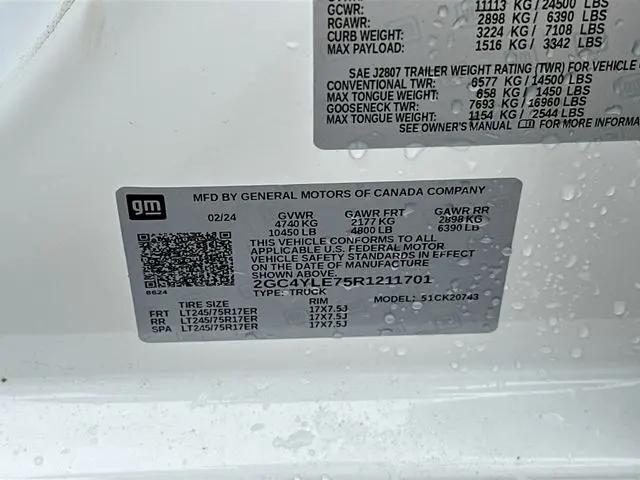 GCWR: 11113 KG / 24500 LBS
RGAWR: 2898 KG / 6390 LBS
CURB WEIGHT: 3224 KG / 7108 LBS
MAX PAYLOAD: 1516 KG / 3342 LBS
SAE J2807 TRAILER WEIGHT RATING (TWR) FOR VEHICLE
CONVENTIONAL TWR: 6577 KG / 14500 LBS
MAX TONGUE WEIGHT: 658 KG / 1450 LBS
GOOSENECK TWR: 7693 KG / 16960 LBS
MAX TONGUE WEIGHT: 1154 KG / 2544 LBS
SEE OWNER'S MANUAL FOR MORE INFORMA
gm MFD BY GENERAL MOTORS OF CANADA COMPANY
02/24 GVWR GAWR FRT GAWR RR
4740 KG 2177 KG 2898 KG
10450 LB 4800 LB 6390 LB
THIS VEHICLE CONFORMS TO ALL
APPLICABLE U.S. FEDERAL MOTOR
VEHICLE SAFETY STANDARDS IN EFFECT
ON THE DATE OF MANUFACTURE
SHOWN ABOVE.
2GC4YLE75R1211701
8624 TYPE: TRUCK MODEL: 51CK20743
TIRE SIZE RIM
FRT LT245/75R17ER 17X7.5J
RR LT245/75R17ER 17X7.5J
SPA LT245/75R17ER 17X7.5J